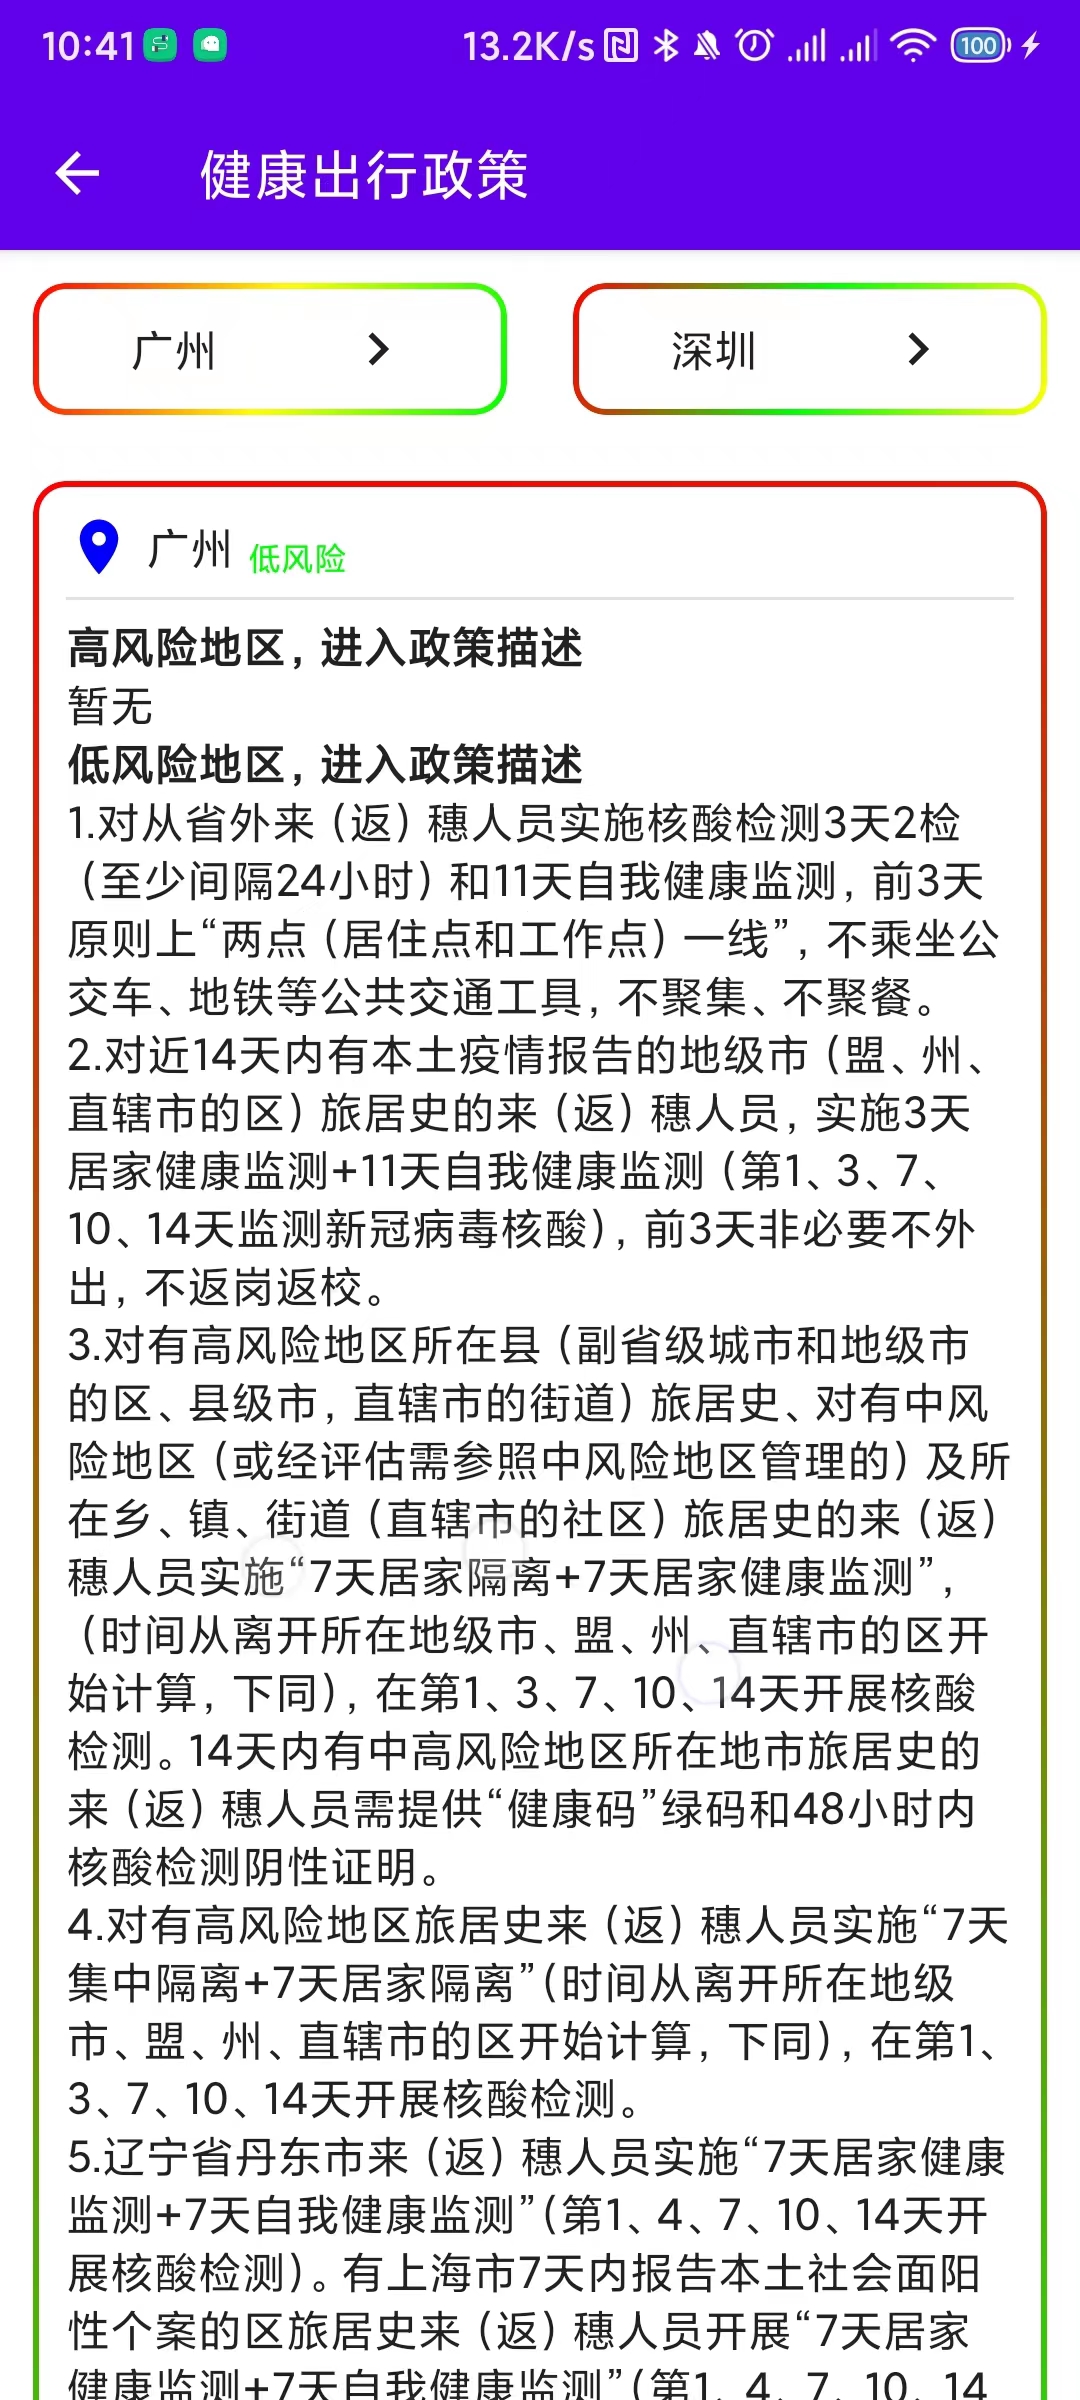 10:41 13.2K/s 100
健康出行政策
广州 深圳
广州 低风险
高风险地区，进入政策描述
暂无
低风险地区，进入政策描述
1.对从省外来（返）穗人员实施核酸检测3天2检
（至少间隔24小时）和11天自我健康监测，前3天
原则上“两点（居住点和工作点）一线”，不乘坐公
交车、地铁等公共交通工具，不聚集、不聚餐。
2.对近14天内有本土疫情报告的地级市（盟、州、
直辖市的区）旅居史的来（返）穗人员，实施3天
居家健康监测+11天自我健康监测（第1、3、7、
10、14天监测新冠病毒核酸），前3天非必要不外
出，不返岗返校。
3.对有高风险地区所在县（副省级城市和地级市
的区、县级市，直辖市的街道）旅居史、对有中风
险地区（或经评估需参照中风险地区管理的）及所
在乡、镇、街道（直辖市的社区）旅居史的来（返）
穗人员实施“7天居家隔离+7天居家健康监测”，
（时间从离开所在地级市、盟、州、直辖市的区开
始计算，下同），在第1、3、7、10、14天开展核酸
检测。14天内有中高风险地区所在地市旅居史的
来（返）穗人员需提供“健康码”绿码和48小时内
核酸检测阴性证明。
4.对有高风险地区旅居史来（返）穗人员实施“7天
集中隔离+7天居家隔离”（时间从离开所在地级
市、盟、州、直辖市的区开始计算，下同），在第1、
3、7、10、14天开展核酸检测。
5.辽宁省丹东市来（返）穗人员实施“7天居家健康
监测+7天自我健康监测”（第1、4、7、10、14天开
展核酸检测）。有上海市7天内报告本土社会面阳
性个案的区旅居史来（返）穗人员开展“7天居家
健康监测+7天自我健康监测”（第1、4、7、10、14